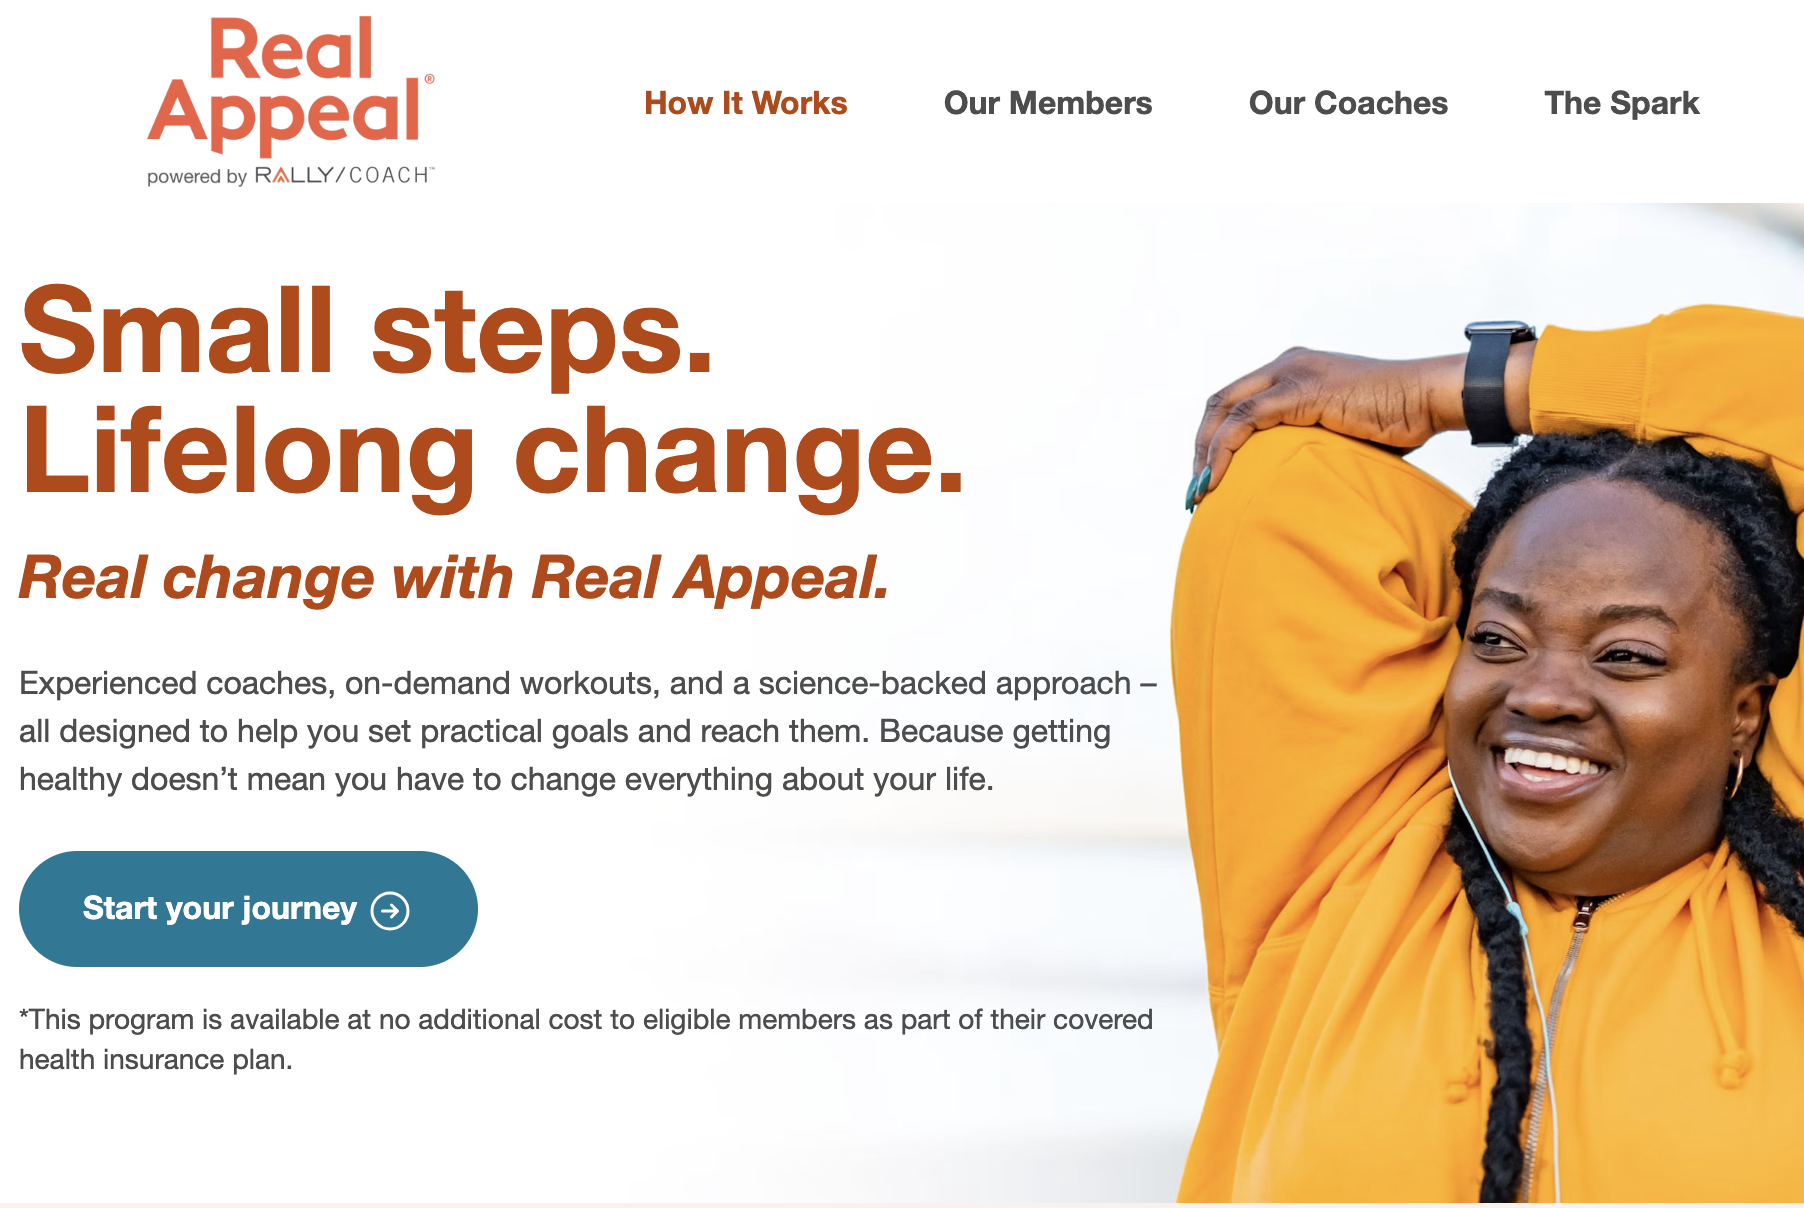 Real
Appeal®
powered by RALLY/COACH™
How It Works
Our Members
Our Coaches
The Spark
Small steps.
Lifelong change.
Real change with Real Appeal.
Experienced coaches, on-demand workouts, and a science-backed approach –
all designed to help you set practical goals and reach them. Because getting
healthy doesn’t mean you have to change everything about your life.
Start your journey
*This program is available at no additional cost to eligible members as part of their covered
health insurance plan.